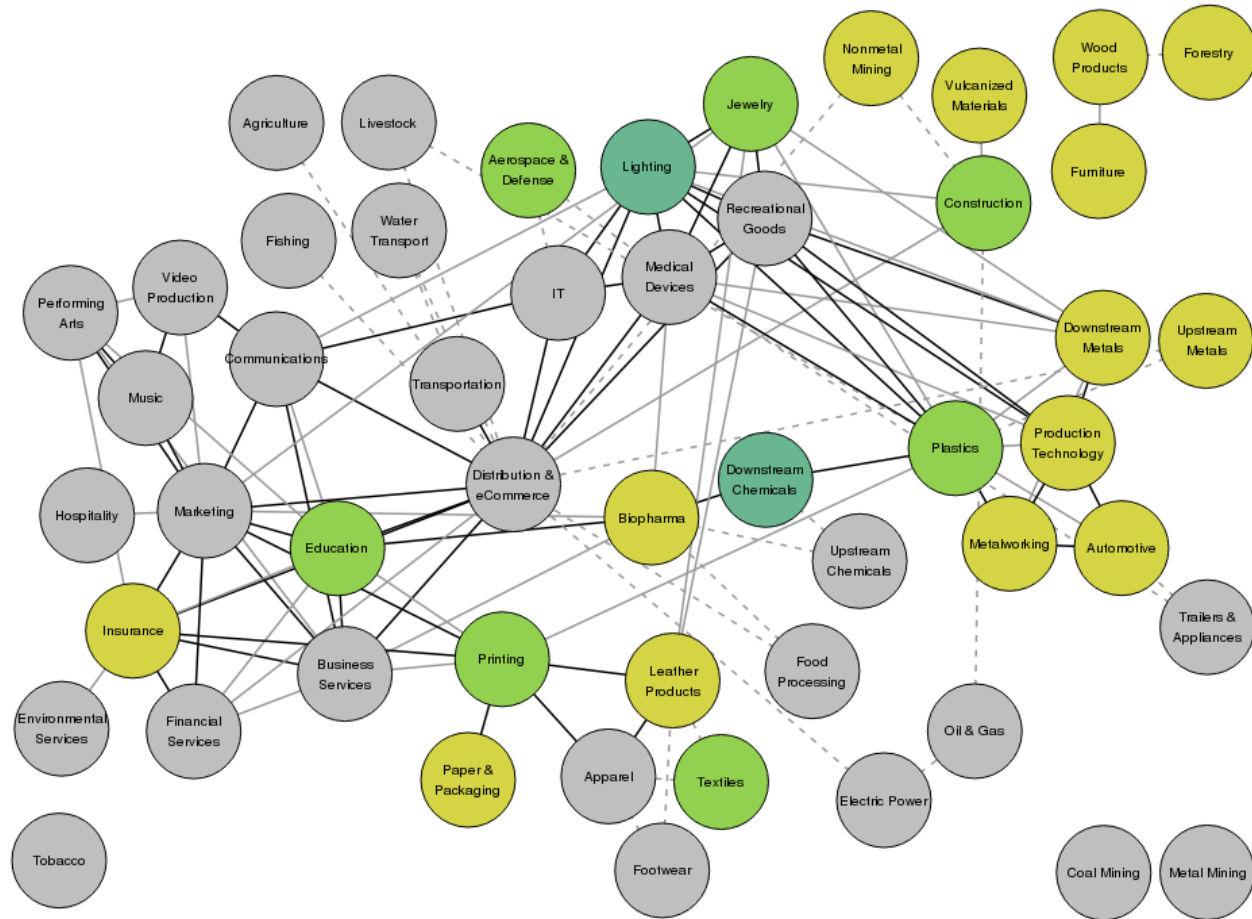 Nonmetal
Mining
Wood
Products
Forestry
Vulcanized
Materials
Jewelry
Agriculture
Livestock
Aerospace &
Defense
Lighting
Furniture
Construction
Recreational
Goods
Water
Transport
Fishing
Video
Production
Medical
Devices
IT
Performing
Arts
Communications
Downstream
Metals
Upstream
Metals
Transportation
Music
Plastics
Production
Technology
Distribution &
eCommerce
Downstream
Chemicals
Hospitality
Marketing
Biopharma
Education
Metalworking
Automotive
Upstream
Chemicals
Trailers &
Appliances
Insurance
Printing
Business
Services
Leather
Products
Food
Processing
Environmental
Services
Financial
Services
Oil & Gas
Paper &
Packaging
Apparel
Textiles
Electric Power
Tobacco
Footwear
Coal Mining
Metal Mining